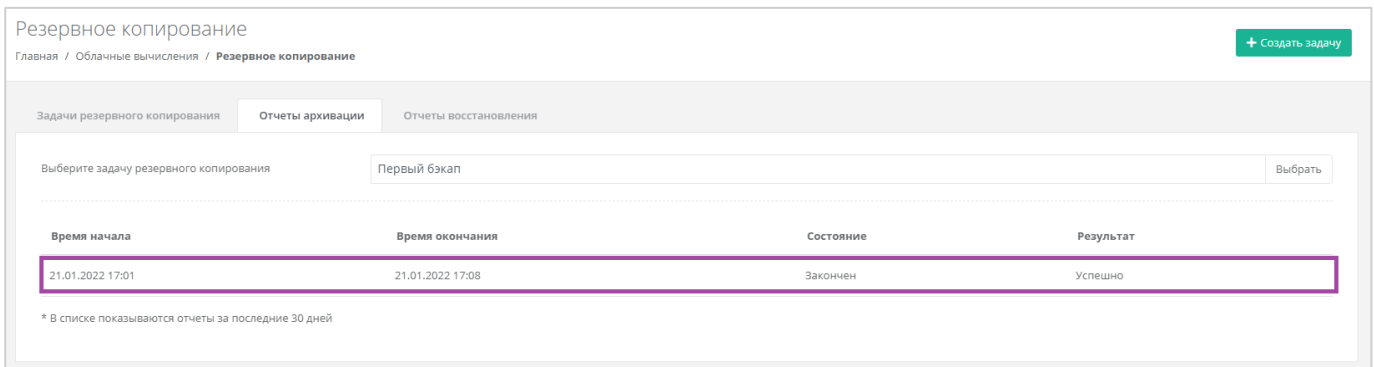 Резервное копирование
+ Создать задачу
Главная / Облачные вычисления / Резервное копирование
Задачи резервного копирования Отчеты архивации Отчеты восстановления
Выберите задачу резервного копирования Первый бэкап Выбрать
Время начала Время окончания Состояние Результат
21.01.2022 17:01 21.01.2022 17:08 Закончен Успешно
* В списке показываются отчеты за последние 30 дней